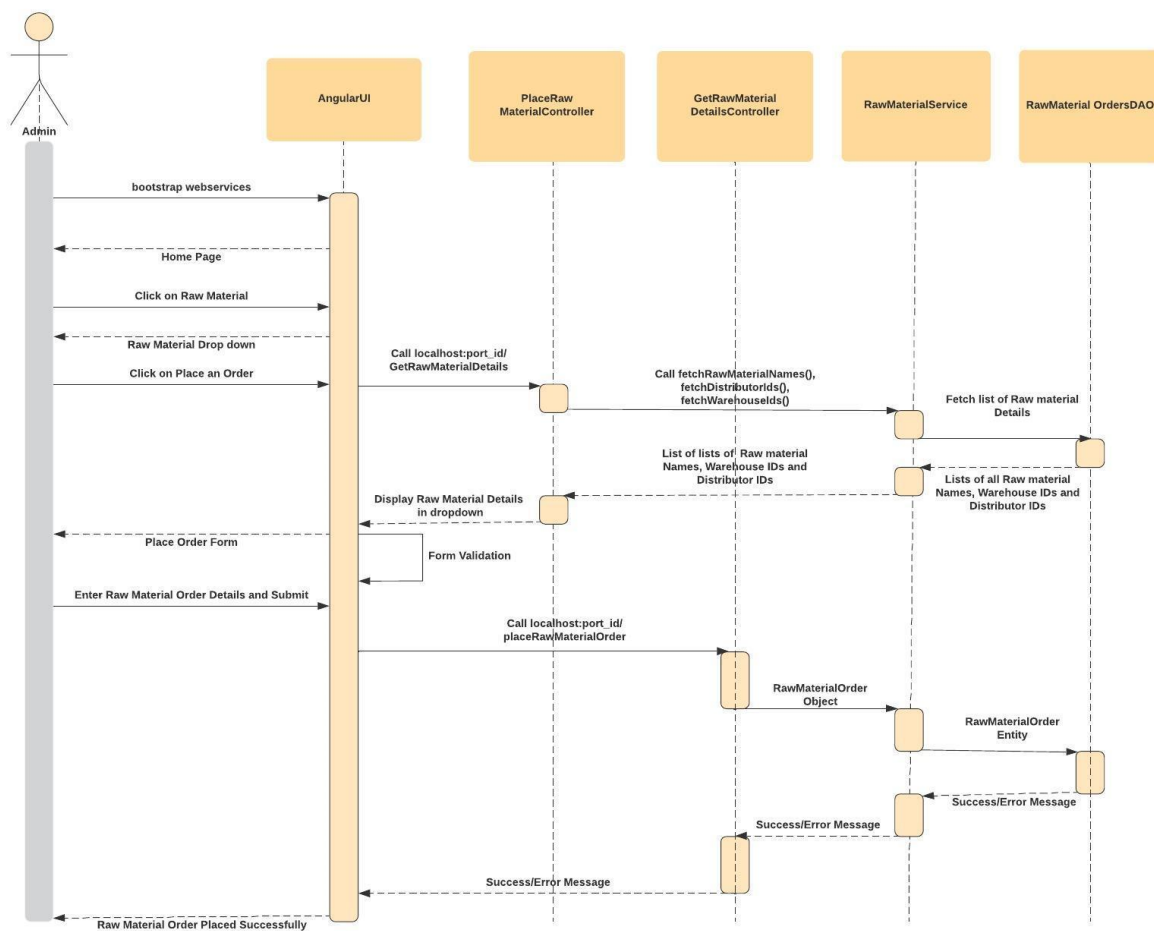 Admin
AngularUI
PlaceRaw
MaterialController
GetRawMaterial
DetailsController
RawMaterialService
RawMaterial OrdersDAO
bootstrap webservices
Home Page
Click on Raw Material
Raw Material Drop down
Click on Place an Order
Call localhost:port_id/
GetRawMaterialDetails
Call fetchRawMaterialNames(),
fetchDistributorIds(),
fetchWarehouseIds()
Fetch list of Raw material
Details
Lists of all Raw material
Names, Warehouse IDs and
Distributor IDs
List of lists of Raw material
Names, Warehouse IDs and
Distributor IDs
Display Raw Material Details
in dropdown
Place Order Form
Form Validation
Enter Raw Material Order Details and Submit
Call localhost:port_id/
placeRawMaterialOrder
RawMaterialOrder
Object
RawMaterialOrder
Entity
Success/Error Message
Success/Error Message
Success/Error Message
Raw Material Order Placed Successfully